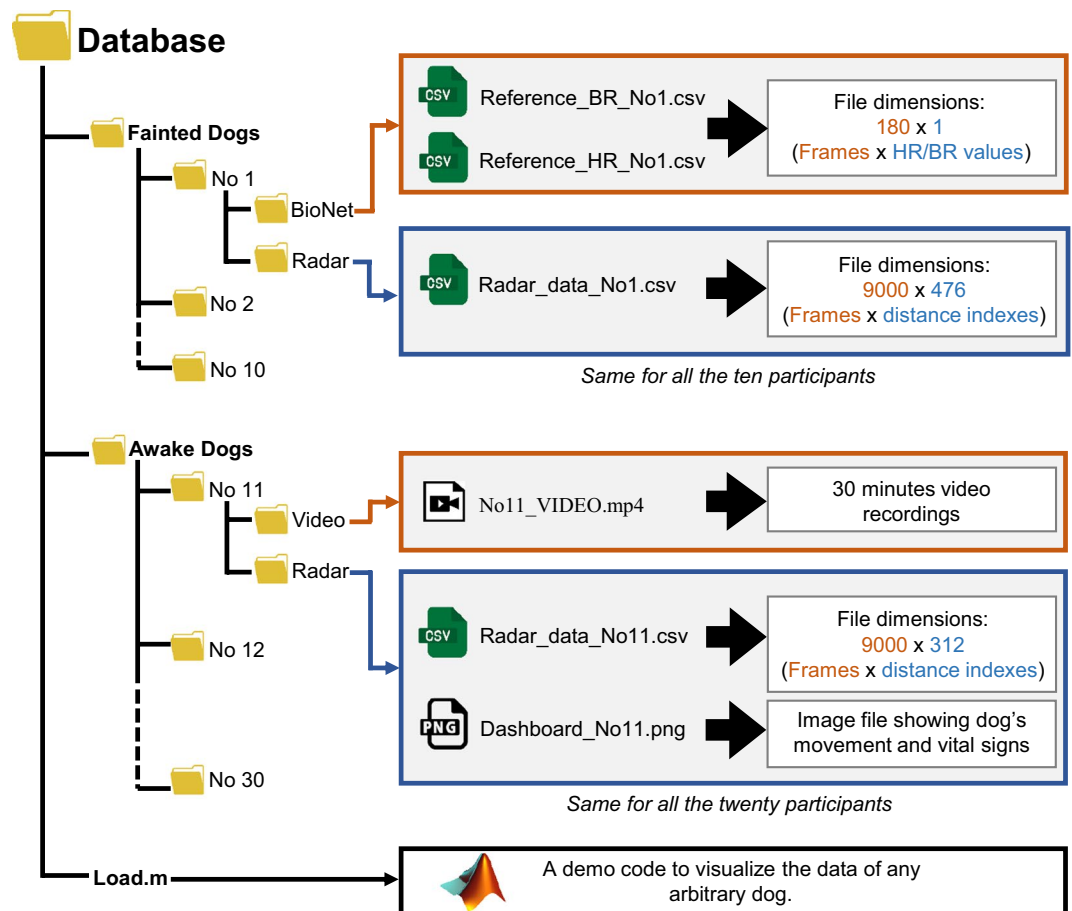 Database
Fainted Dogs
No 1
BioNet
Radar
No 2
No 10
CSV
Reference_BR_No1.csv
CSV
Reference_HR_No1.csv
File dimensions:
180 x 1
(Frames x HR/BR values)
CSV
Radar_data_No1.csv
File dimensions:
9000 x 476
(Frames x distance indexes)
Same for all the ten participants
Awake Dogs
No 11
Video
Radar
No 12
No 30
No11_VIDEO.mp4
30 minutes video
recordings
CSV
Radar_data_No11.csv
File dimensions:
9000 x 312
(Frames x distance indexes)
PNG
Dashboard_No11.png
Image file showing dog's
movement and vital signs
Same for all the twenty participants
Load.m
A demo code to visualize the data of any
arbitrary dog.